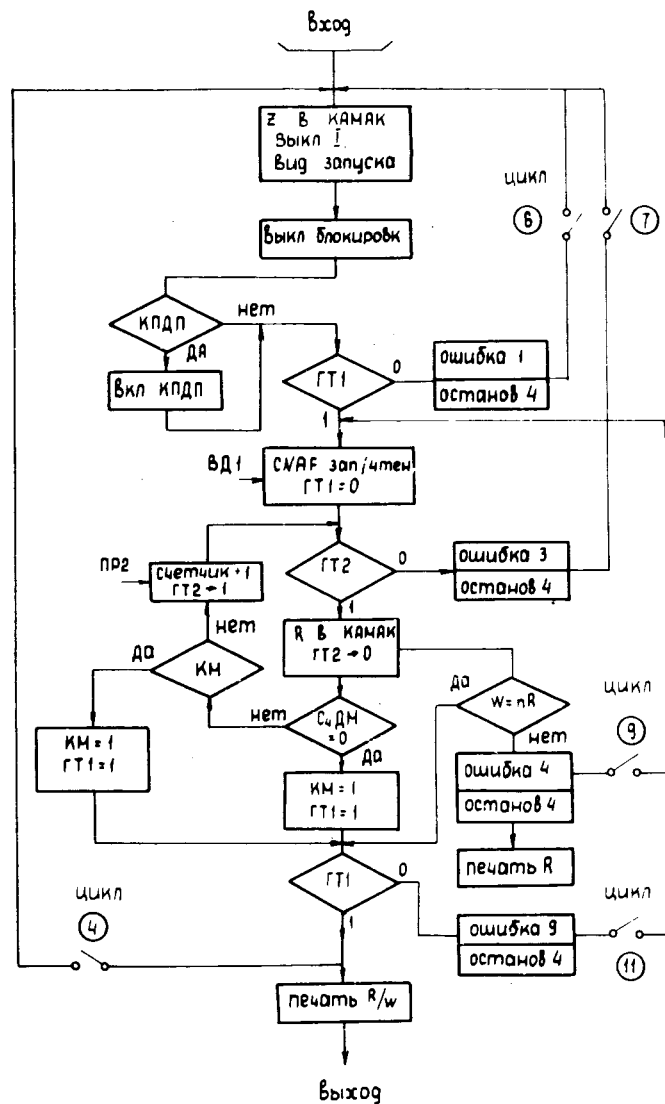 Вход
Z в КАМАК
Выкл I
Вид запуска
цикл
6
7
Выкл блокировк
КПДП
нет
ДА
Вкл КПДП
ГТ1
0
1
ошибка 1
останов 4
ВД1
CNAF зап/чтен
ГТ1=0
ПР2
Счетчик+1
ГТ2→1
ГТ2
0
1
ошибка 3
останов 4
нет
R в КАМАК
ГТ2→0
да
КМ
нет
СчДМ
=0
да
W=nR
нет
цикл
9
КМ=1
ГТ1=1
да
КМ=1
ГТ1=1
ошибка 4
останов 4
печать R
ГТ1
0
1
цикл
4
цикл
ошибка 9
останов 4
11
печать R/w
Выход